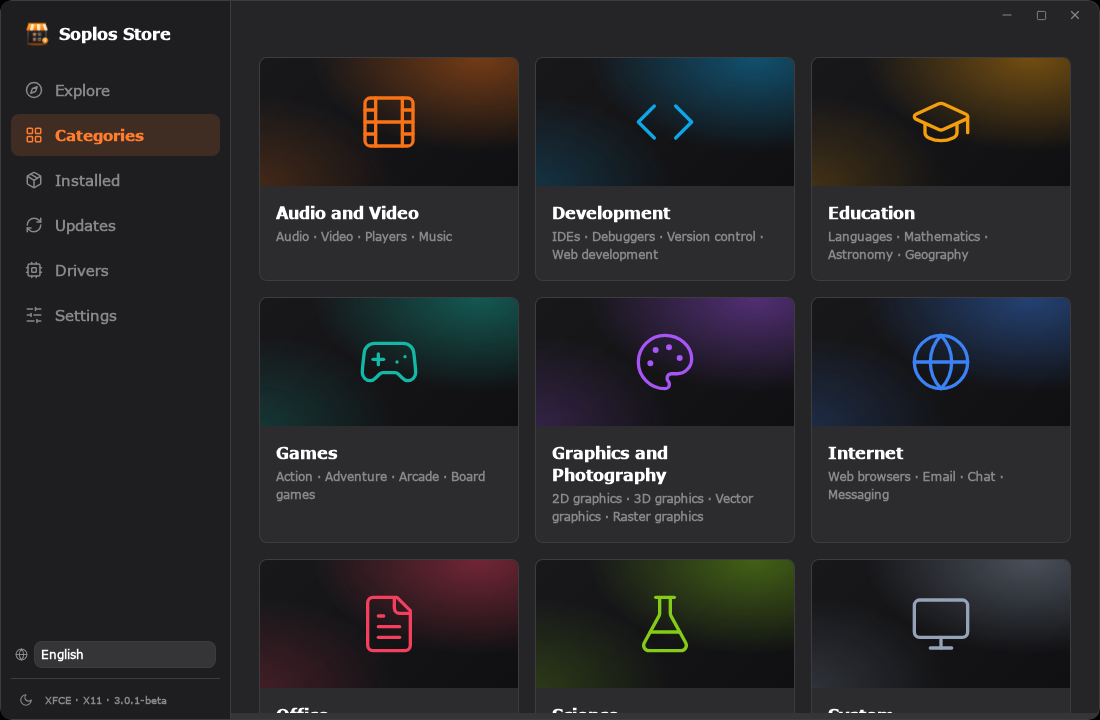 Soplos Store
Explore
Categories
Installed
Updates
Drivers
Settings
English
XFCE · X11 · 3.0.1-beta
Audio and Video
Audio · Video · Players · Music
Development
IDEs · Debuggers · Version control ·
Web development
Education
Languages · Mathematics ·
Astronomy · Geography
Games
Action · Adventure · Arcade · Board
games
Graphics and
Photography
2D graphics · 3D graphics · Vector
graphics · Raster graphics
Internet
Web browsers · Email · Chat ·
Messaging
Office
Science
System